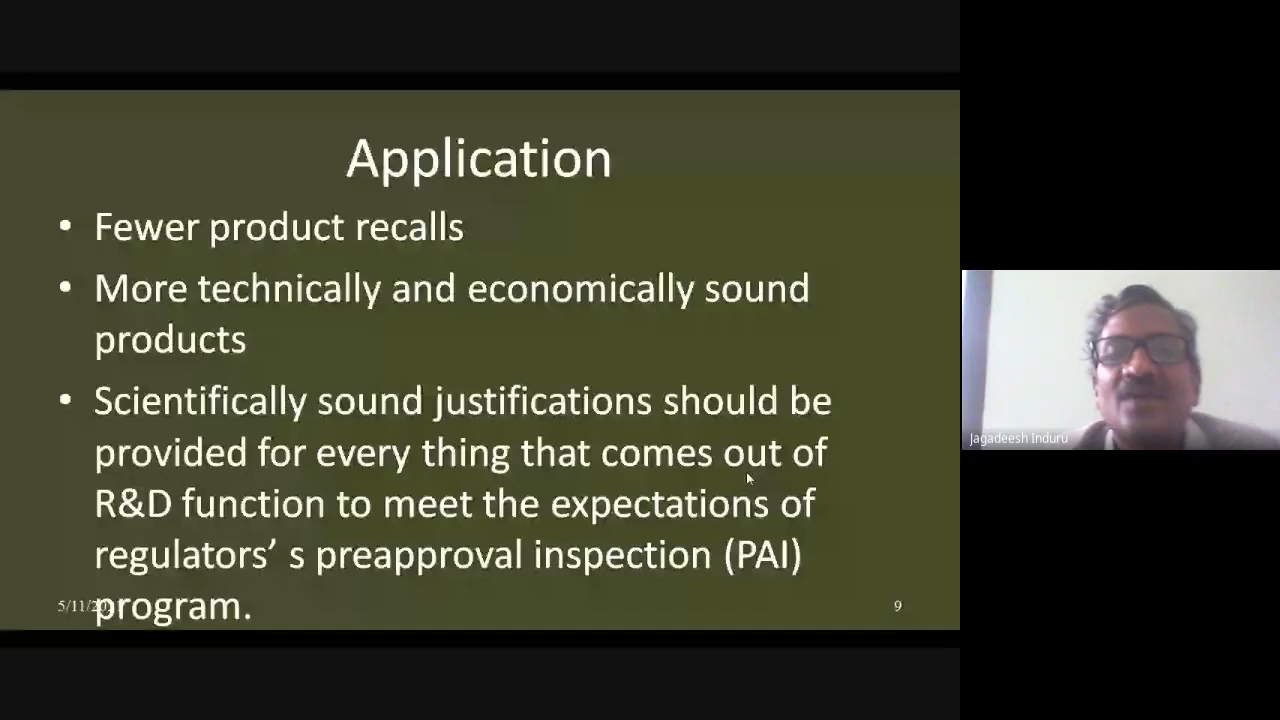 Application
• Fewer product recalls
• More technically and economically sound
products
• Scientifically sound justifications should be
provided for every thing that comes out of
R&D function to meet the expectations of
regulators’ s preapproval inspection (PAI)
program.
5/11/20
9
Jagadeesh Induru